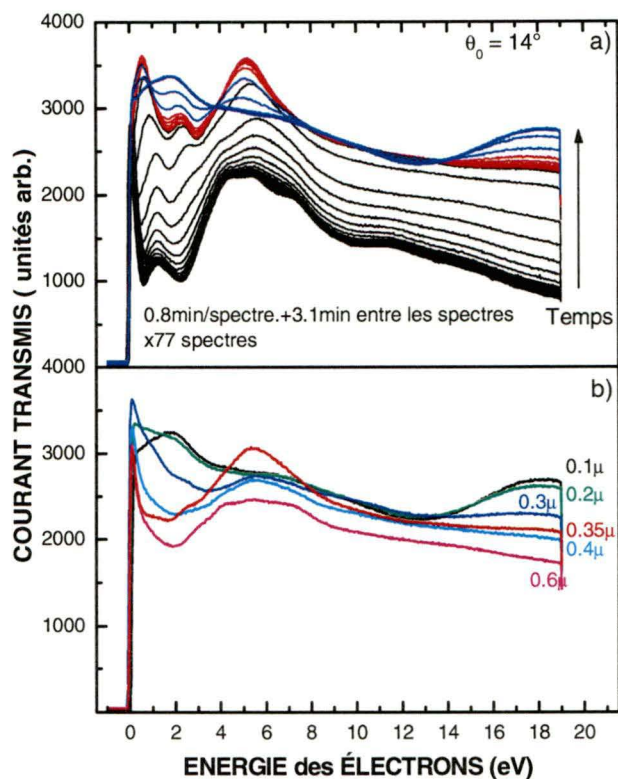 θ₀ = 14°
a)
4000
3000
2000
1000
0.8min/spectre.+3.1min entre les spectres
x77 spectres
Temps
COURANT TRANSMIS ( unités arb.)
b)
4000
3000
2000
1000
0.1µ
0.2µ
0.3µ
0.35µ
0.4µ
0.6µ
0 2 4 6 8 10 12 14 16 18 20
ENERGIE des ÉLECTRONS (eV)